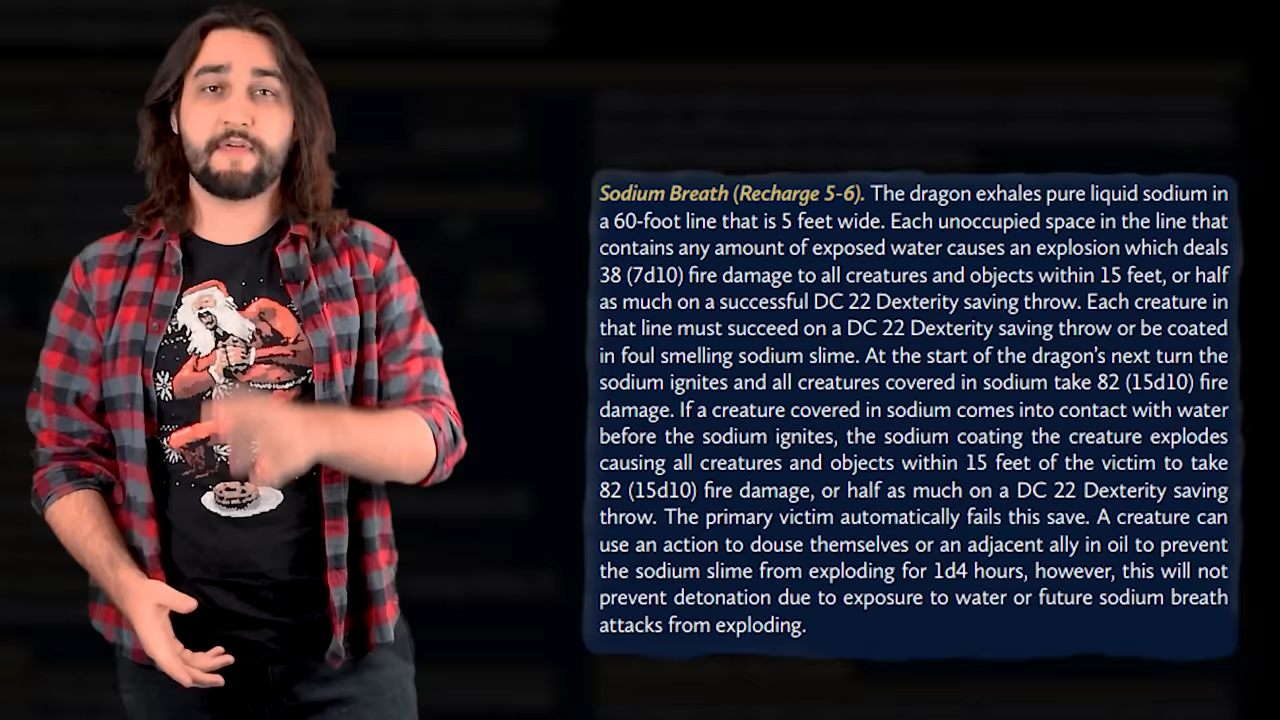 Sodium Breath (Recharge 5-6). The dragon exhales pure liquid sodium in
a 60-foot line that is 5 feet wide. Each unoccupied space in the line that
contains any amount of exposed water causes an explosion which deals
38 (7d10) fire damage to all creatures and objects within 15 feet, or half
as much on a successful DC 22 Dexterity saving throw. Each creature in
that line must succeed on a DC 22 Dexterity saving throw or be coated
in foul smelling sodium slime. At the start of the dragon's next turn the
sodium ignites and all creatures covered in sodium take 82 (15d10) fire
damage. If a creature covered in sodium comes into contact with water
before the sodium ignites, the sodium coating the creature explodes
causing all creatures and objects within 15 feet of the victim to take
82 (15d10) fire damage, or half as much on a DC 22 Dexterity saving
throw. The primary victim automatically fails this save. A creature can
use an action to douse themselves or an adjacent ally in oil to prevent
the sodium slime from exploding for 1d4 hours, however, this will not
prevent detonation due to exposure to water or future sodium breath
attacks from exploding.